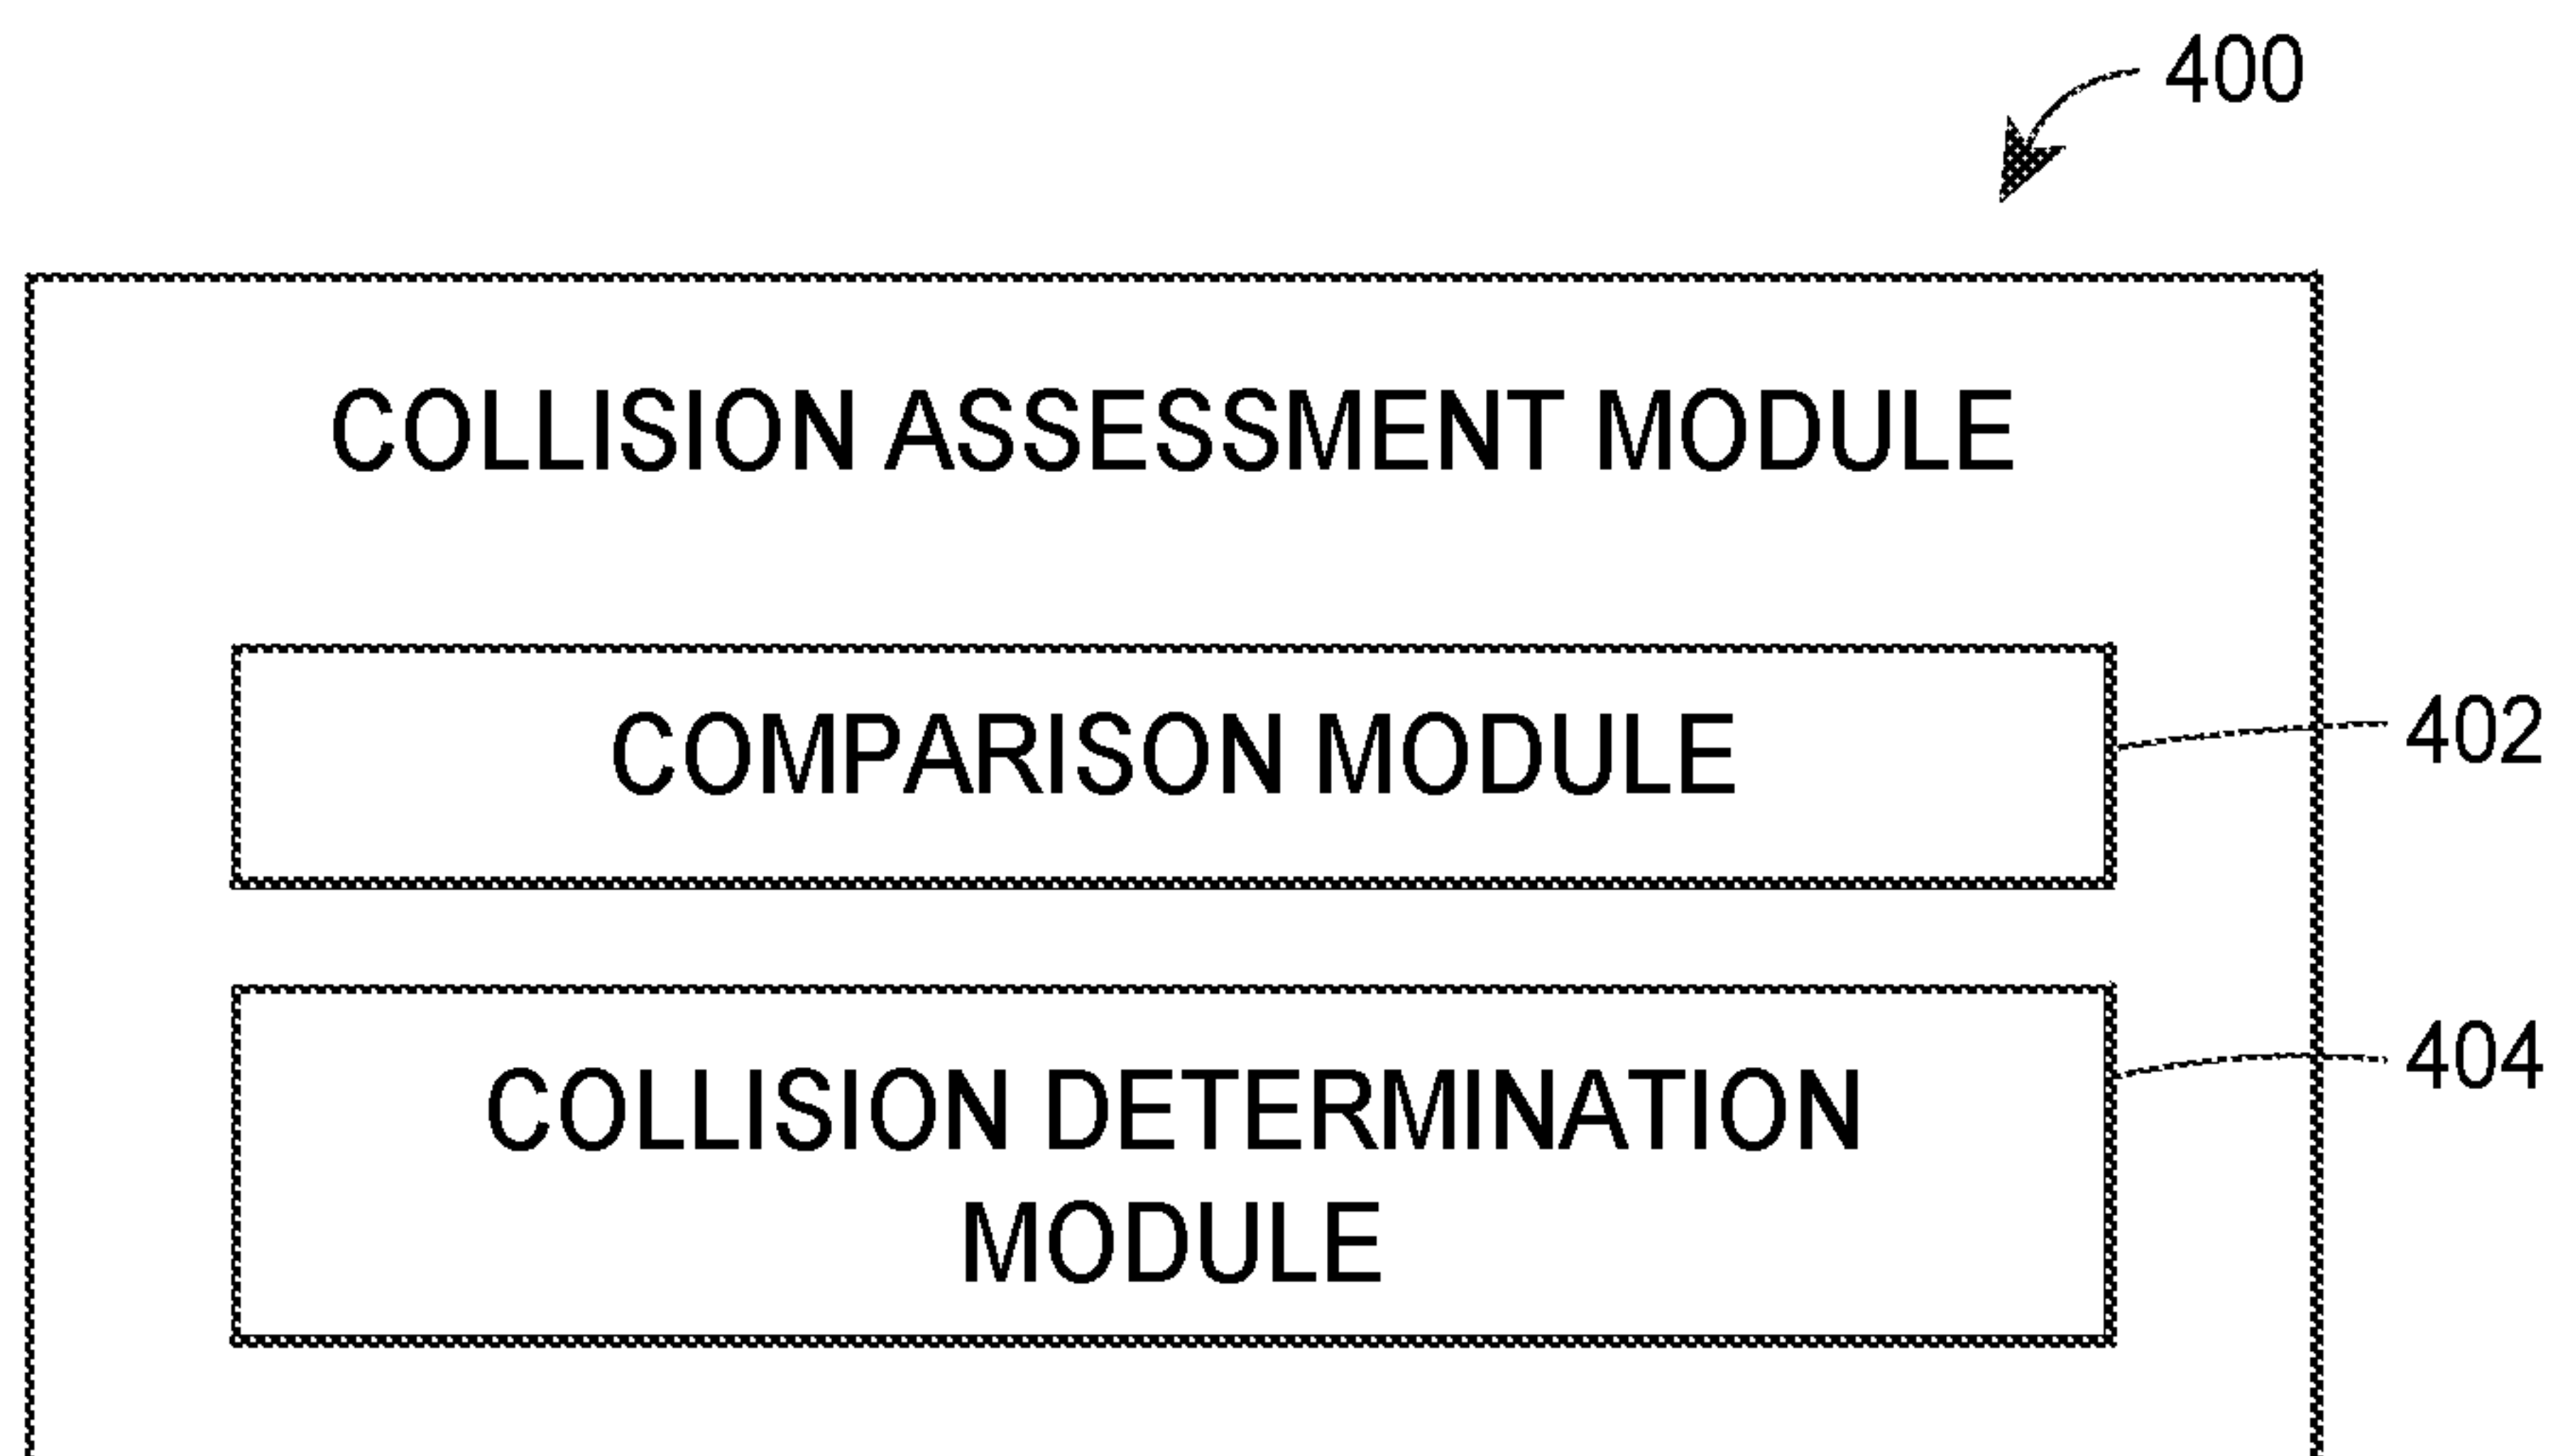 400
COLLISION ASSESSMENT MODULE
COMPARISON MODULE
402
COLLISION DETERMINATION
MODULE
404